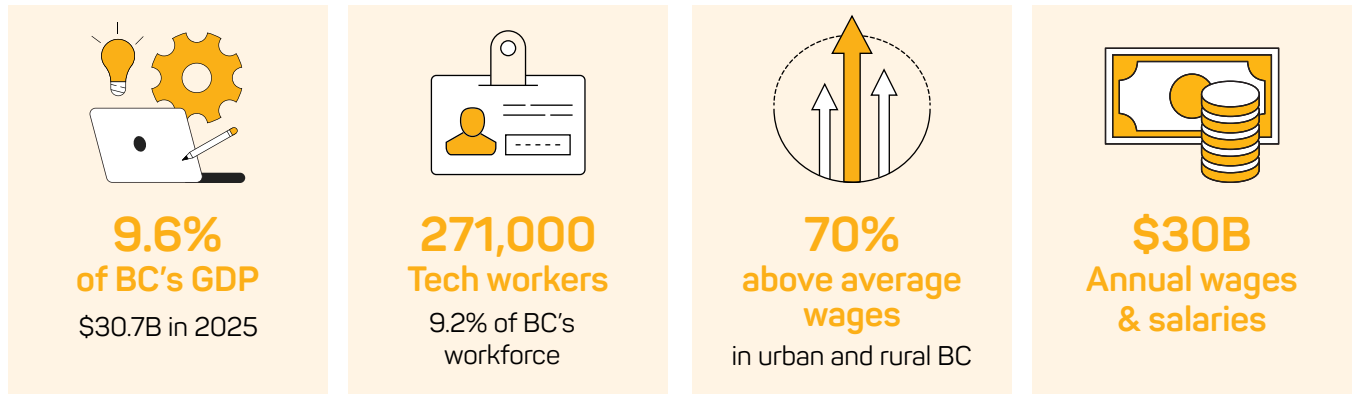 9.6%
of BC's GDP
$30.7B in 2025
271,000
Tech workers
9.2% of BC's
workforce
70%
above average
wages
in urban and rural BC
$30B
Annual wages
& salaries